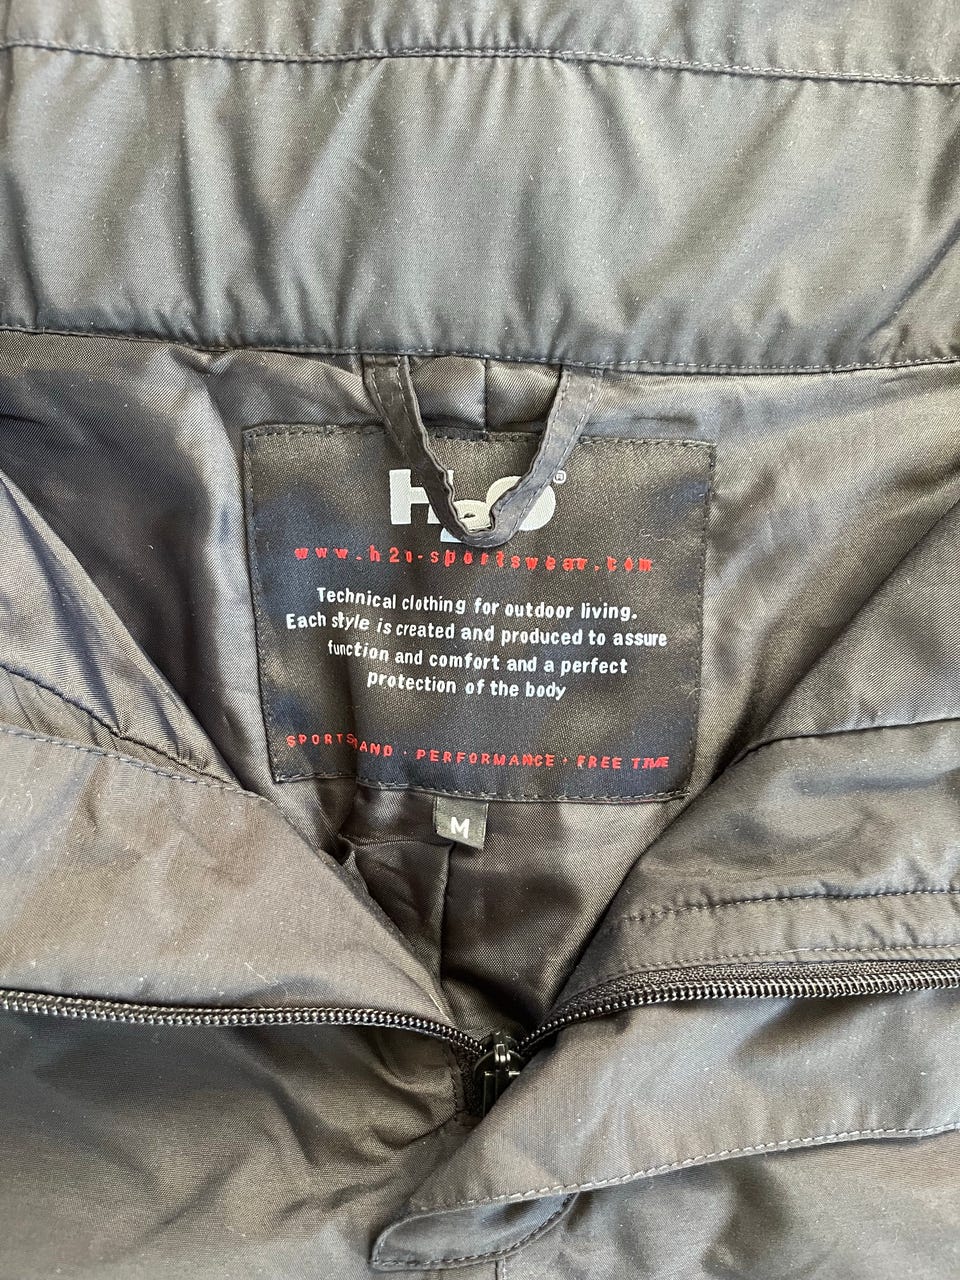 H2O®
www.h2o-sportswear.com
Technical clothing for outdoor living.
Each style is created and produced to assure
function and comfort and a perfect
protection of the body
SPORTSBAND · PERFORMANCE · FREE TIME
M